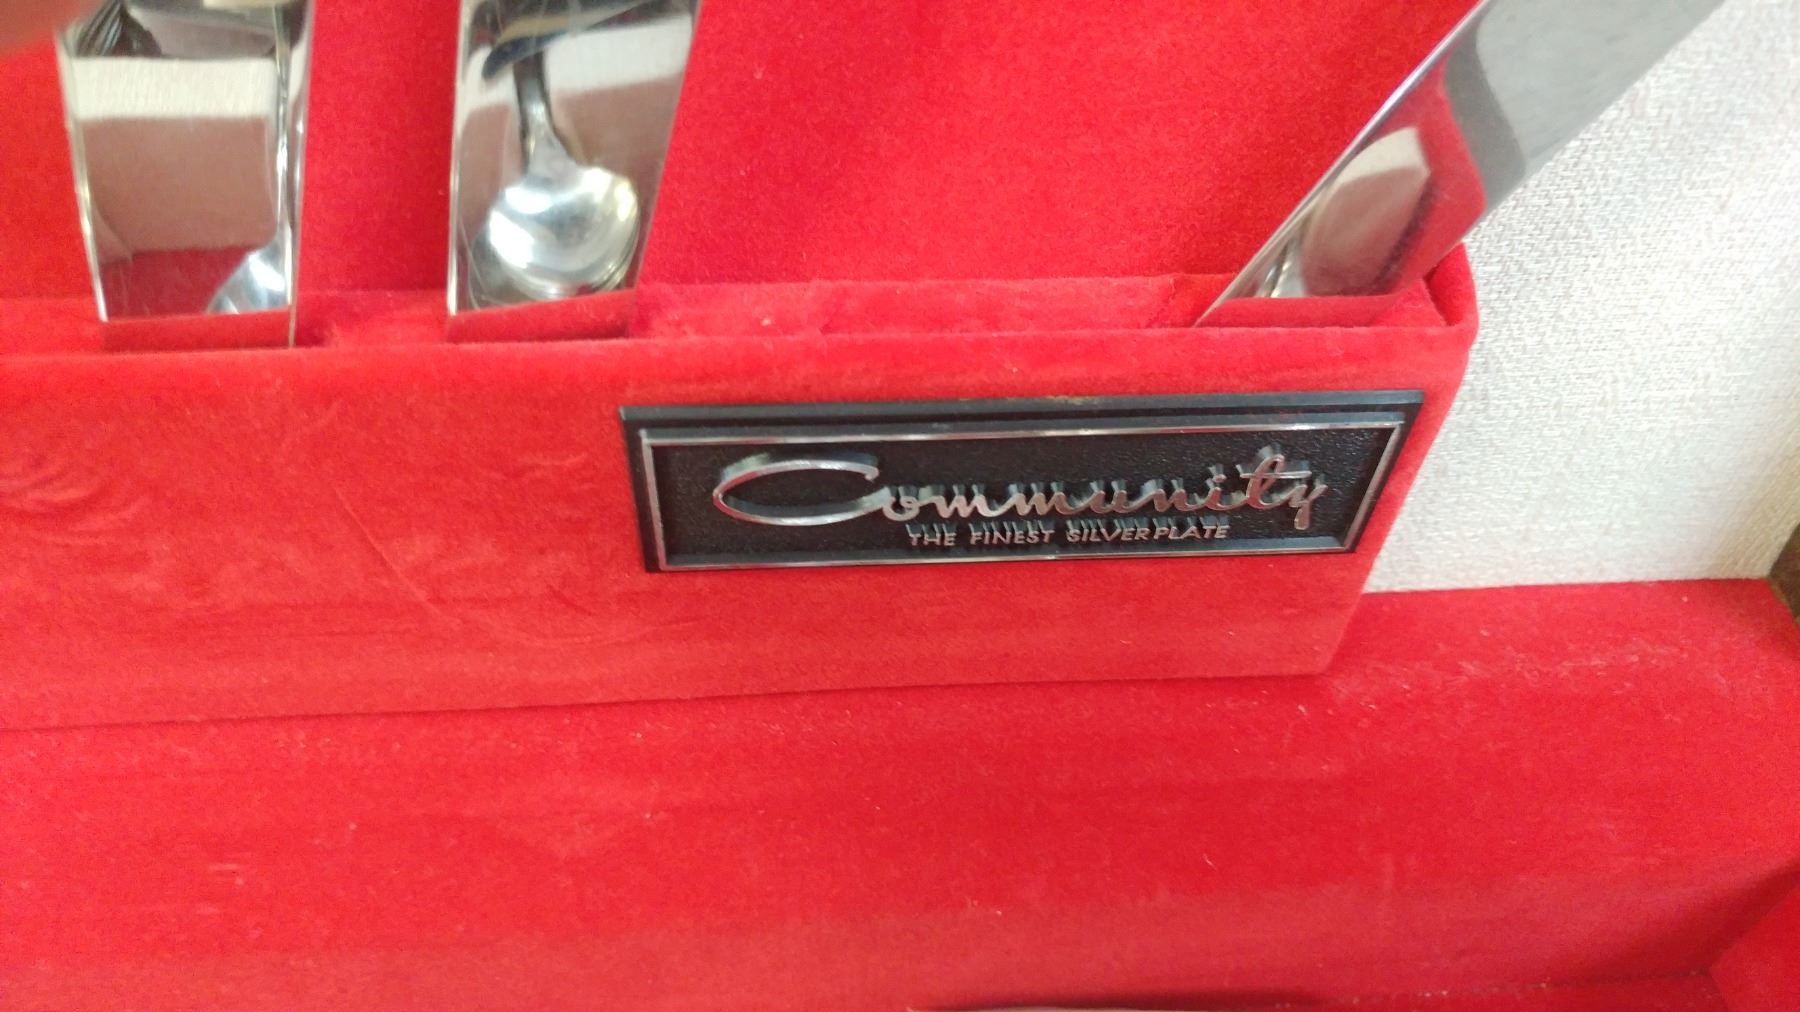 Community
THE FINEST SILVERPLATE